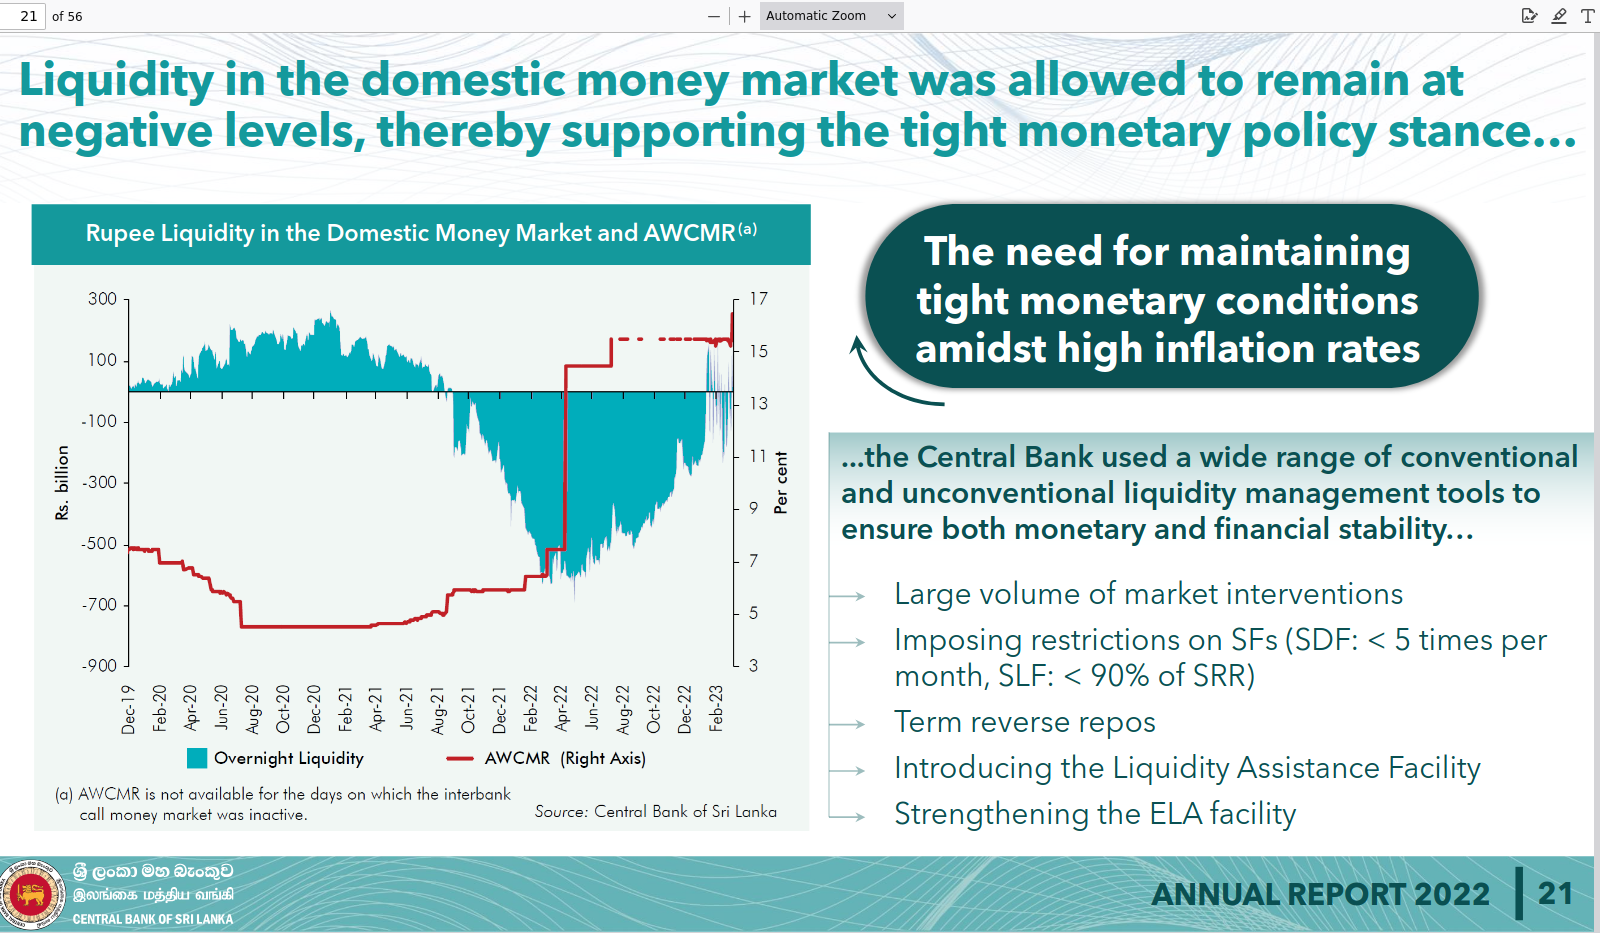 21 of 56
Automatic Zoom
Liquidity in the domestic money market was allowed to remain at
negative levels, thereby supporting the tight monetary policy stance...
Rupee Liquidity in the Domestic Money Market and AWCMR(a)
300
100
-100
-300
-500
-700
-900
Rs. billion
17
15
13
11
9
7
5
3
Per cent
Dec-19
Feb-20
Apr-20
Jun-20
Aug-20
Oct-20
Dec-20
Feb-21
Apr-21
Jun-21
Aug-21
Oct-21
Dec-21
Feb-22
Apr-22
Jun-22
Aug-22
Oct-22
Dec-22
Feb-23
Overnight Liquidity
AWCMR (Right Axis)
(a) AWCMR is not available for the days on which the interbank
call money market was inactive.
Source: Central Bank of Sri Lanka
The need for maintaining
tight monetary conditions
amidst high inflation rates
...the Central Bank used a wide range of conventional
and unconventional liquidity management tools to
ensure both monetary and financial stability...
Large volume of market interventions
Imposing restrictions on SFs (SDF: < 5 times per
month, SLF: < 90% of SRR)
Term reverse repos
Introducing the Liquidity Assistance Facility
Strengthening the ELA facility
ශ්‍රී ලංකා මහ බැංකුව
இலங்கை மத்திய வங்கி
CENTRAL BANK OF SRI LANKA
ANNUAL REPORT 2022
21